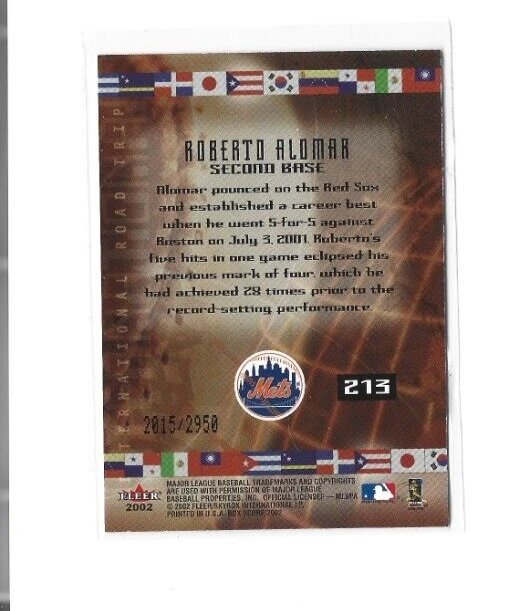 ROBERTO ALOMAR
SECOND BASE
Alomar pounced on the Red Sox
and established a career best
when he went 5-for-5 against
Boston on July 3, 2001. Roberto's
five hits in one game eclipsed his
previous mark of four, which he
had achieved 28 times prior to the
record-setting performance.
TERNATIONAL ROAD TRIP
Mets
213
2015/2950
FLEER
2002
MAJOR LEAGUE BASEBALL TRADEMARKS AND COPYRIGHTS
ARE USED WITH PERMISSION OF MAJOR LEAGUE
BASEBALL PROPERTIES, INC. OFFICIAL LICENSEE — MLBPA
© 2002 FLEER/SKYBOX INTERNATIONAL LP.
PRINTED IN U.S.A. BOX SCORE 2002